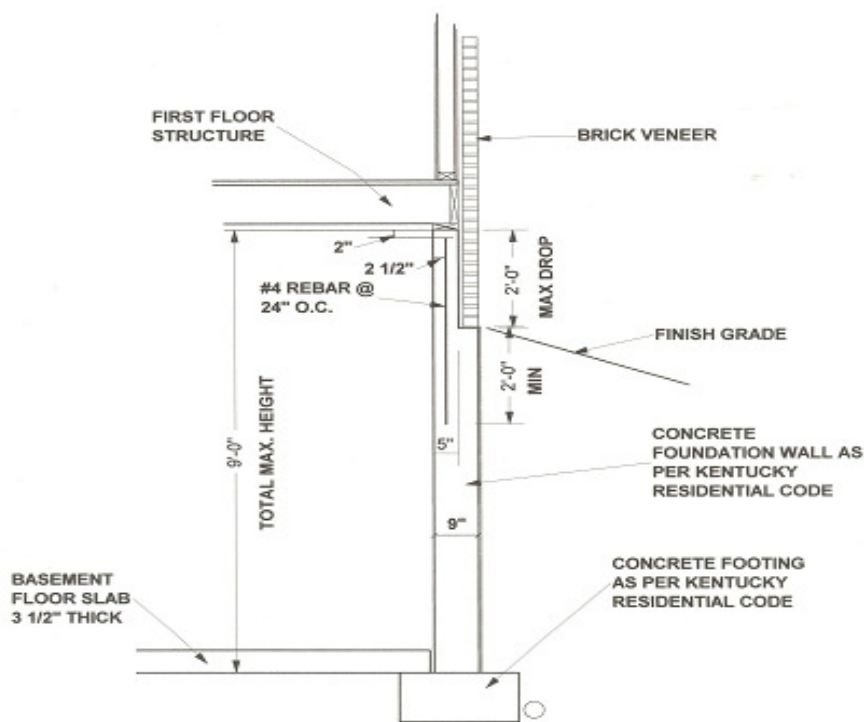 FIRST FLOOR
STRUCTURE
BRICK VENEER
2"
2 1/2"
#4 REBAR @
24" O.C.
2'-0"
MAX DROP
FINISH GRADE
2'-0"
MIN
9'-0"
TOTAL MAX. HEIGHT
5"
CONCRETE
FOUNDATION WALL AS
PER KENTUCKY
RESIDENTIAL CODE
9"
BASEMENT
FLOOR SLAB
3 1/2" THICK
CONCRETE FOOTING
AS PER KENTUCKY
RESIDENTIAL CODE